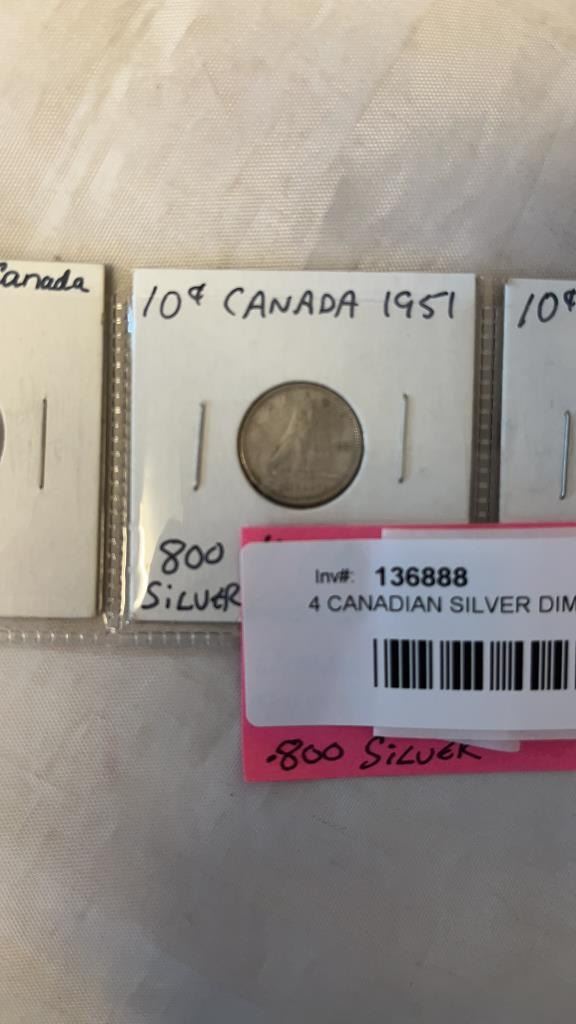 Canada
10¢ CANADA 1951
10¢
800
SILVER
Inv#: 136888
4 CANADIAN SILVER DIM
.800 SILVER